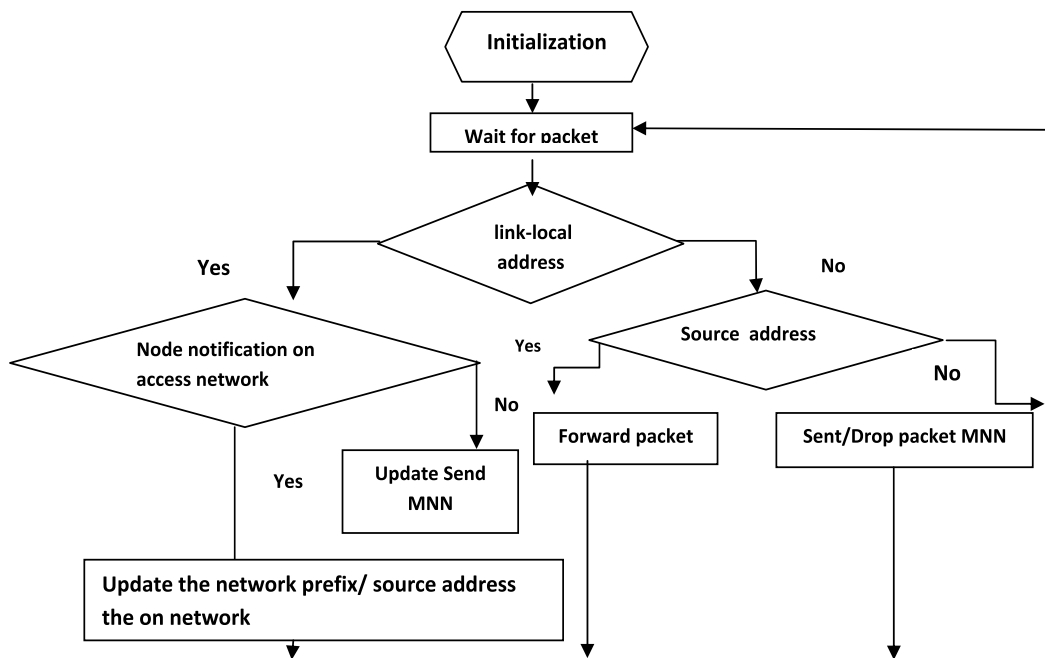 Initialization
Wait for packet
link-local
address
Yes
No
Node notification on
access network
Source address
Yes
No
No
Forward packet
Sent/Drop packet MNN
Yes
Update Send
MNN
Update the network prefix/ source address
the on network